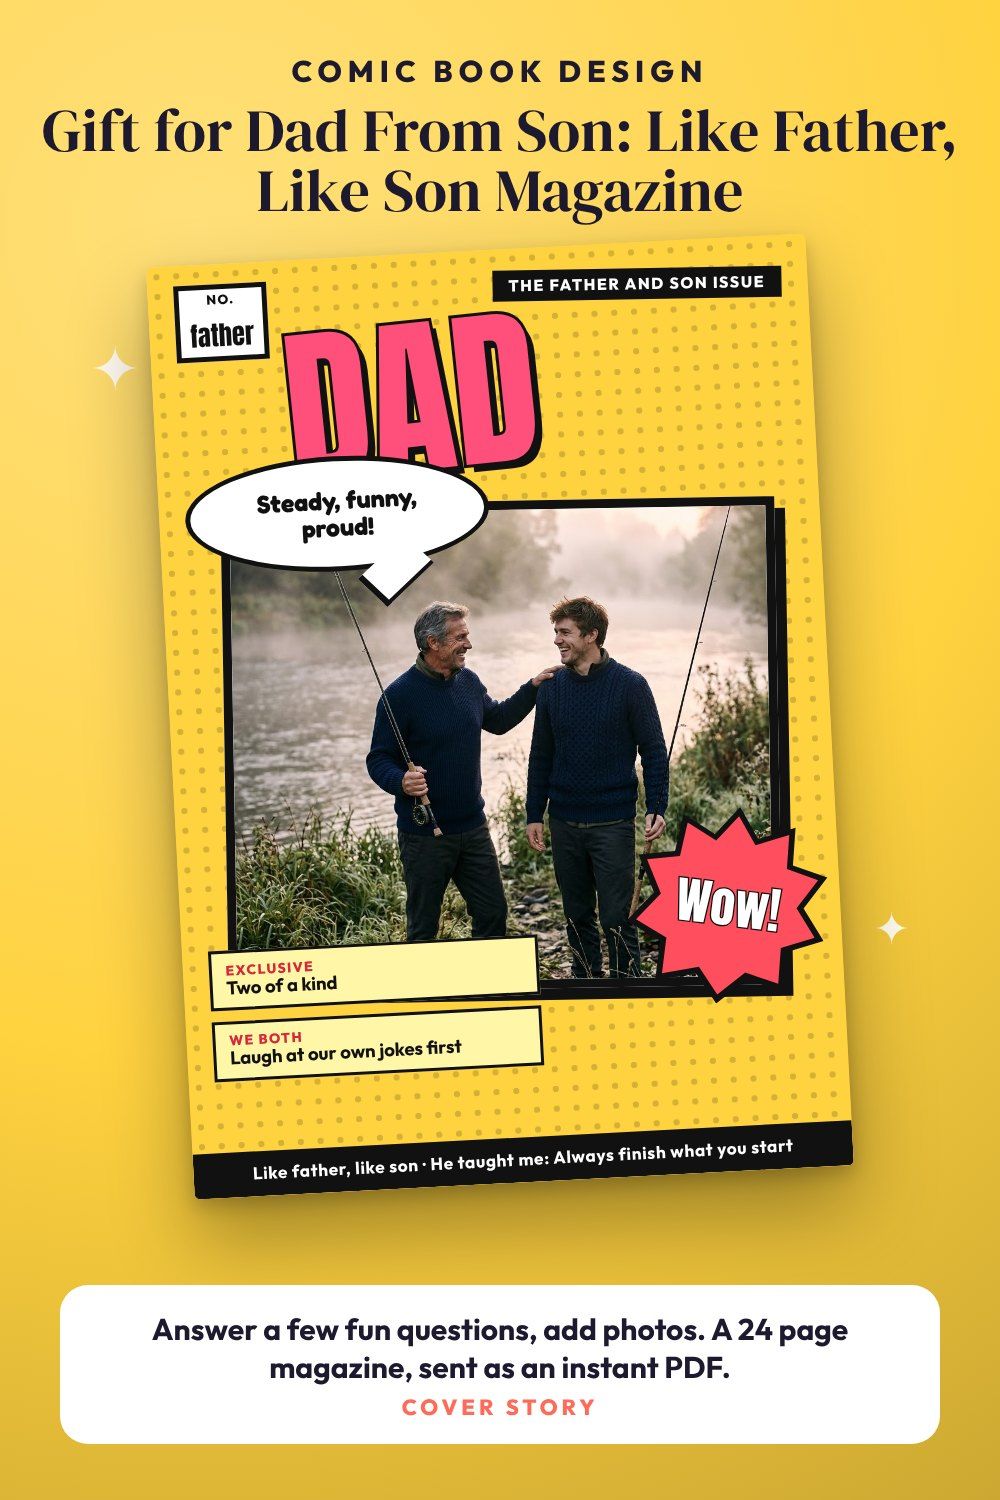 COMIC BOOK DESIGN
Gift for Dad From Son: Like Father,
Like Son Magazine
THE FATHER AND SON ISSUE
NO.
father
DAD
Steady, funny,
proud!
Wow!
EXCLUSIVE
Two of a kind
WE BOTH
Laugh at our own jokes first
Like father, like son · He taught me: Always finish what you start
Answer a few fun questions, add photos. A 24 page
magazine, sent as an instant PDF.
COVER STORY